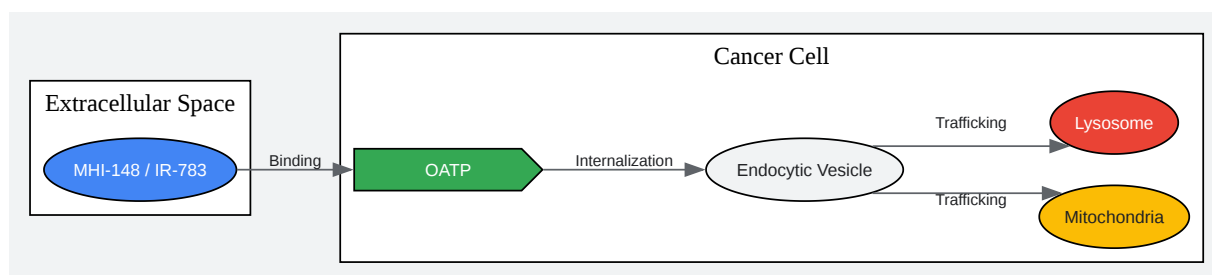 Cancer Cell
Extracellular Space
MHI-148 / IR-783
Binding
OATP
Internalization
Endocytic Vesicle
Trafficking
Lysosome
Trafficking
Mitochondria